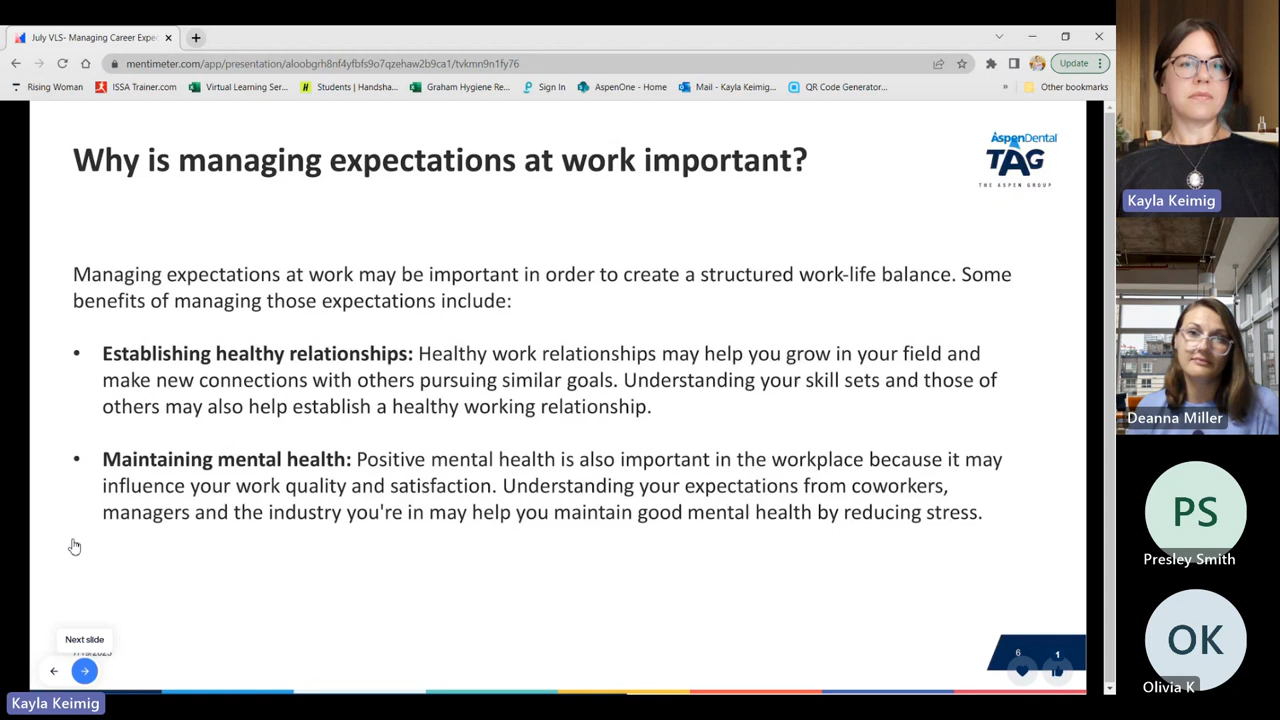 July VLS- Managing Career Expe
mentimeter.com/app/presentation/aloobgrh8nf4yfbfs9o7qzehaw2b9ca1/tvkmn9n1fy76
Update
Rising Woman
ISSA Trainer.com
Virtual Learning Ser...
Students | Handsha...
Graham Hygiene Re...
Sign In
AspenOne - Home
Mail - Kayla Keimig...
QR Code Generator...
»
Other bookmarks
Why is managing expectations at work important?
AspenDental
TAG
THE ASPEN GROUP
Managing expectations at work may be important in order to create a structured work-life balance. Some
benefits of managing those expectations include:
• Establishing healthy relationships: Healthy work relationships may help you grow in your field and
make new connections with others pursuing similar goals. Understanding your skill sets and those of
others may also help establish a healthy working relationship.
• Maintaining mental health: Positive mental health is also important in the workplace because it may
influence your work quality and satisfaction. Understanding your expectations from coworkers,
managers and the industry you're in may help you maintain good mental health by reducing stress.
Next slide
6
1
Kayla Keimig
Kayla Keimig
Deanna Miller
PS
Presley Smith
OK
Olivia K